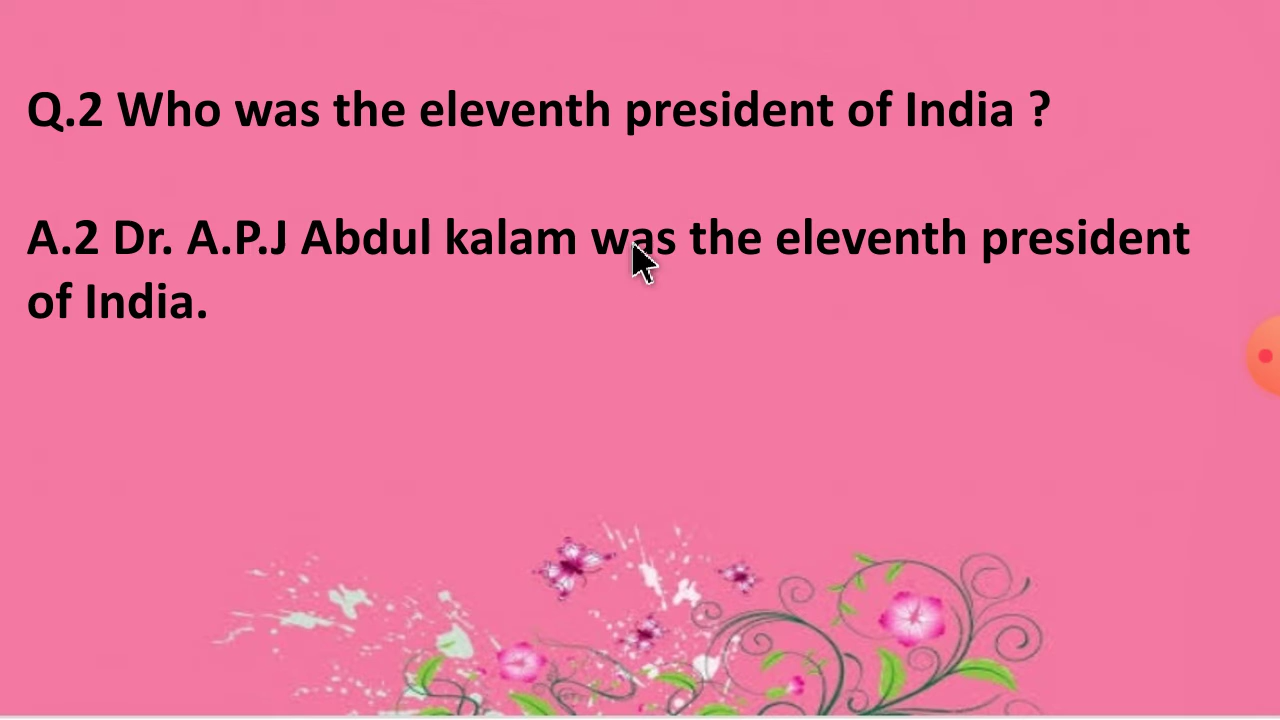 Q.2 Who was the eleventh president of India ?
A.2 Dr. A.P.J Abdul kalam was the eleventh president
of India.